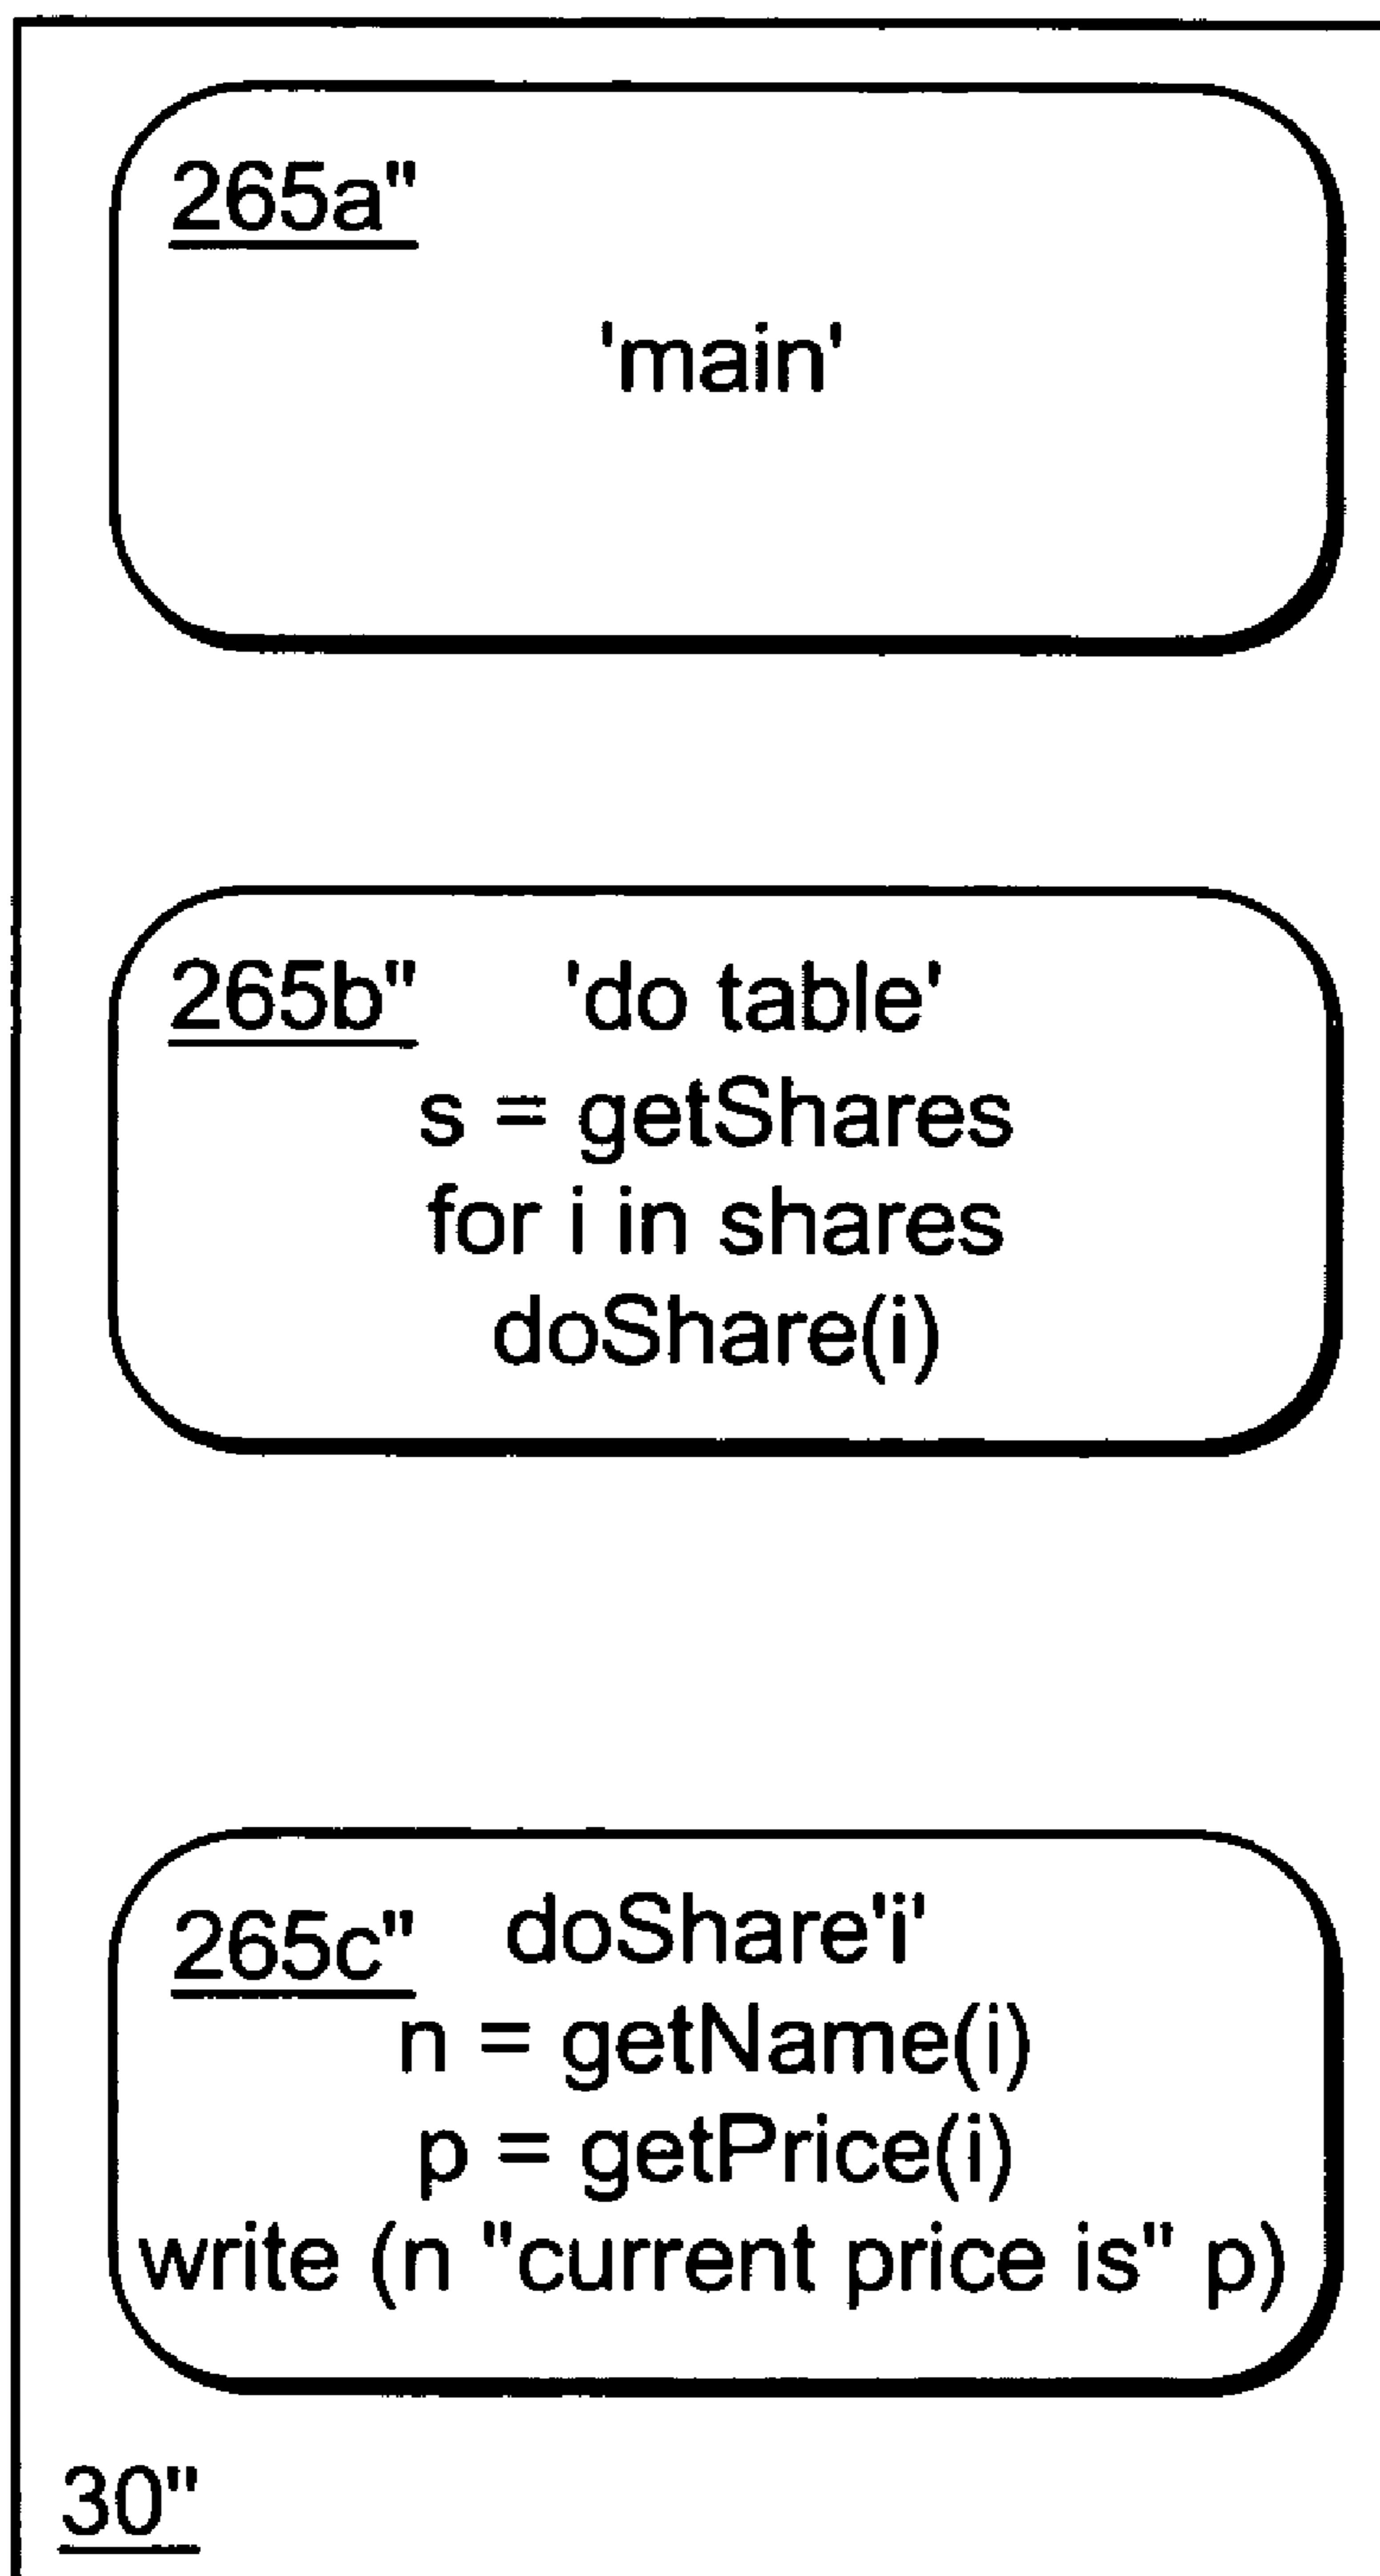 265a"
'main'
265b" 'do table'
s = getShares
for i in shares
doShare(i)
265c" doShare'i'
n = getName(i)
p = getPrice(i)
write (n "current price is" p)
30"